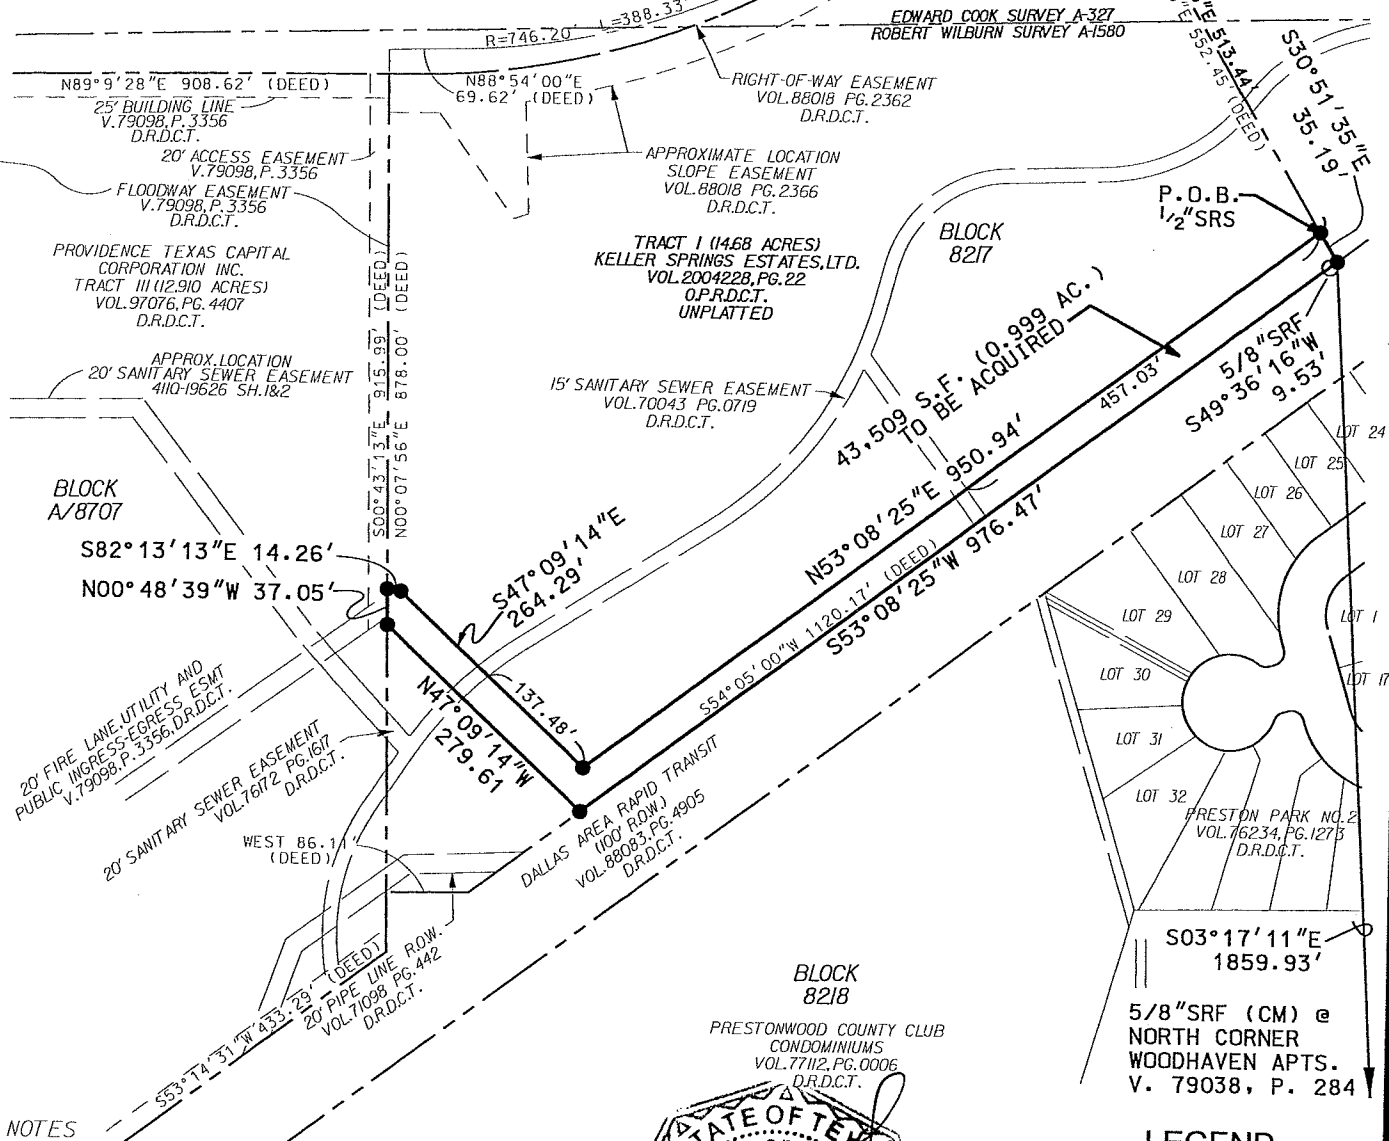 EDWARD COOK SURVEY A-327
ROBERT WILBURN SURVEY A-1580
R=746.20'
L=388.33'
N89°9'28"E 908.62' (DEED)
N88°54'00"E
69.62' (DEED)
RIGHT-OF-WAY EASEMENT
VOL.88018 PG.2362
D.R.D.C.T.
513.44'
552.45' (DEED)
S30°51'35"E
35.19'
25' BUILDING LINE
V.79098,P.3356
D.R.D.C.T.
20' ACCESS EASEMENT
V.79098,P.3356
FLOODWAY EASEMENT
V.79098,P.3356
D.R.D.C.T.
APPROXIMATE LOCATION
SLOPE EASEMENT
VOL.88018 PG.2366
D.R.D.C.T.
P.O.B.
1/2"SRS
PROVIDENCE TEXAS CAPITAL
CORPORATION INC.
TRACT III (12.910 ACRES)
VOL.97076,PG.4407
D.R.D.C.T.
TRACT I (14.68 ACRES)
KELLER SPRINGS ESTATES,LTD.
VOL.2004228,PG.22
O.P.R.D.C.T.
UNPLATTED
BLOCK
8217
S00°43'13"E 915.99' (DEED)
N00°07'56"E 878.00' (DEED)
APPROX.LOCATION
20' SANITARY SEWER EASEMENT
411Q-19626 SH.1&2
15' SANITARY SEWER EASEMENT
VOL.70043 PG.0719
D.R.D.C.T.
43,509 S.F. (0.999 AC.)
TO BE ACQUIRED
457.03'
5/8"SRF
S49°36'16"W
9.53'
BLOCK
A/8707
S82°13'13"E 14.26'
N00°48'39"W 37.05'
S47°09'14"E
264.29'
N53°08'25"E 950.94'
S54°05'00"W 1120.17' (DEED)
S53°08'25"W 976.47'
LOT 24
LOT 25
LOT 26
LOT 27
LOT 28
LOT 29
LOT 30
LOT 31
LOT 32
LOT 1
LOT 17
137.48'
N47°09'14"W
279.61
20' FIRE LANE,UTILITY AND
PUBLIC INGRESS-EGRESS ESMT
V.79098,P.3356,D.R.D.C.T.
20' SANITARY SEWER EASEMENT
VOL.76172 PG.1617
D.R.D.C.T.
WEST 86.11'
(DEED)
DALLAS AREA RAPID TRANSIT
(100' R.O.W.)
VOL.88083,PG.4905
D.R.D.C.T.
PRESTON PARK NO.2
VOL.76234,PG.1273
D.R.D.C.T.
S53°14'31"W 433.29' (DEED)
20' PIPE LINE R.O.W.
VOL.71098 PG.442
D.R.D.C.T.
S03°17'11"E
1859.93'
BLOCK
8218
PRESTONWOOD COUNTY CLUB
CONDOMINIUMS
VOL.77112,PG.0006
D.R.D.C.T.
5/8"SRF (CM) @
NORTH CORNER
WOODHAVEN APTS.
V. 79038, P. 284
NOTES
LEGEND